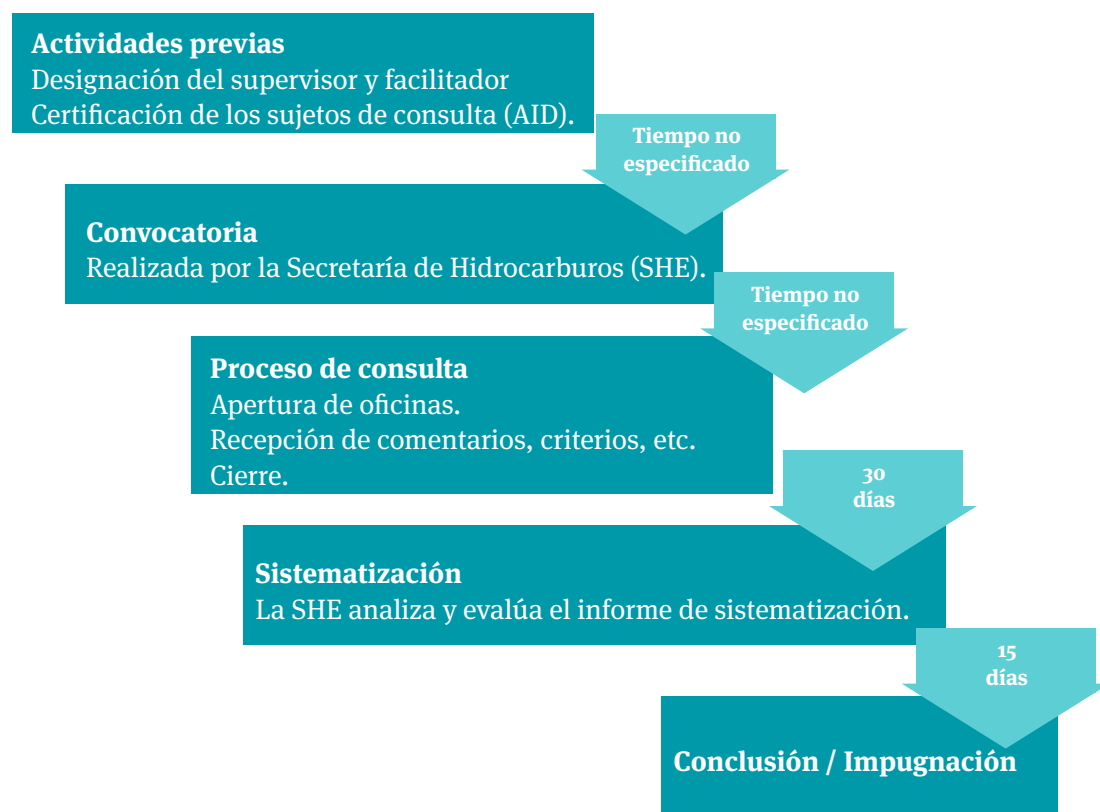 Actividades previas
Designación del supervisor y facilitador
Certificación de los sujetos de consulta (AID).
Tiempo no
especificado
Convocatoria
Realizada por la Secretaría de Hidrocarburos (SHE).
Tiempo no
especificado
Proceso de consulta
Apertura de oficinas.
Recepción de comentarios, criterios, etc.
Cierre.
30
días
Sistematización
La SHE analiza y evalúa el informe de sistematización.
15
días
Conclusión / Impugnación